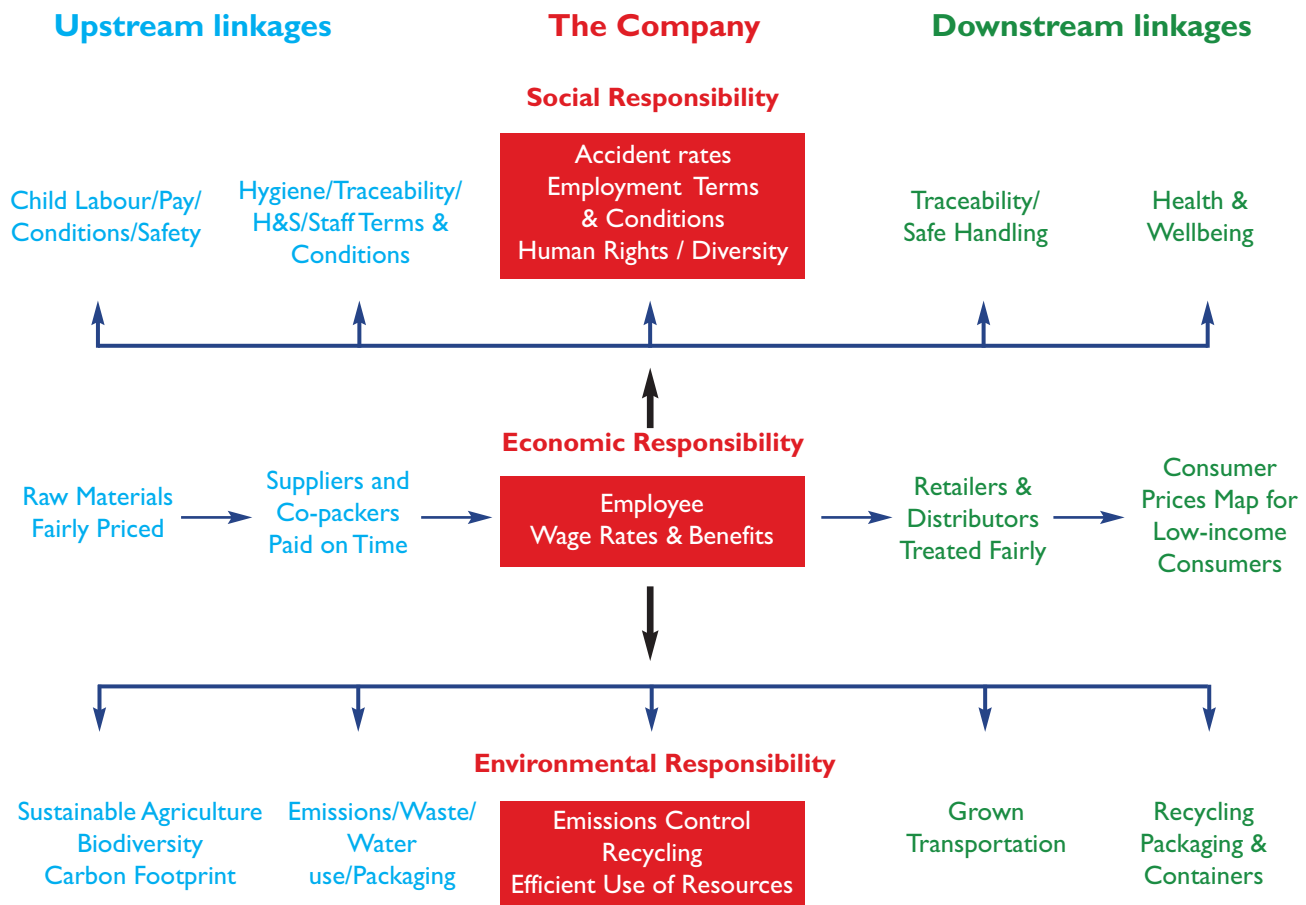 Upstream linkages
The Company
Downstream linkages
Social Responsibility
Child Labour/Pay/
Conditions/Safety
Hygiene/Traceability/
H&S/Staff Terms &
Conditions
Accident rates
Employment Terms
& Conditions
Human Rights / Diversity
Traceability/
Safe Handling
Health &
Wellbeing
Economic Responsibility
Raw Materials
Fairly Priced
Suppliers and
Co-packers
Paid on Time
Employee
Wage Rates & Benefits
Retailers &
Distributors
Treated Fairly
Consumer
Prices Map for
Low-income
Consumers
Environmental Responsibility
Sustainable Agriculture
Biodiversity
Carbon Footprint
Emissions/Waste/
Water
use/Packaging
Emissions Control
Recycling
Efficient Use of Resources
Grown
Transportation
Recycling
Packaging &
Containers